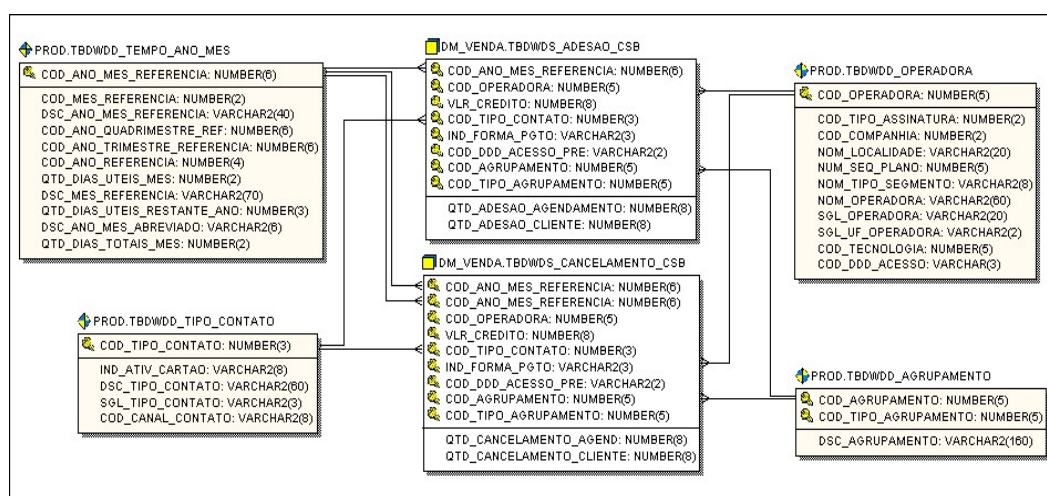 PROD.TBDWDD_TEMPO_ANO_MES
COD_ANO_MES_REFERENCIA: NUMBER(6)
COD_MES_REFERENCIA: NUMBER(2)
DSC_ANO_MES_REFERENCIA: VARCHAR2(40)
COD_ANO_QUADRIMESTRE_REF: NUMBER(6)
COD_ANO_TRIMESTRE_REFERENCIA: NUMBER(6)
COD_ANO_REFERENCIA: NUMBER(4)
QTD_DIAS_UTEIS_MES: NUMBER(2)
DSC_MES_REFERENCIA: VARCHAR2(70)
QTD_DIAS_UTEIS_RESTANTE_ANO: NUMBER(3)
DSC_ANO_MES_ABREVIADO: VARCHAR2(6)
QTD_DIAS_TOTAIS_MES: NUMBER(2)
PROD.TBDWDD_TIPO_CONTATO
COD_TIPO_CONTATO: NUMBER(3)
IND_ATIV_CARTAO: VARCHAR2(8)
DSC_TIPO_CONTATO: VARCHAR2(60)
SGL_TIPO_CONTATO: VARCHAR2(3)
COD_CANAL_CONTATO: VARCHAR2(8)
DM_VENDA.TBDWDS_ADESAO_CSB
COD_ANO_MES_REFERENCIA: NUMBER(6)
COD_OPERADORA: NUMBER(5)
VLR_CREDITO: NUMBER(8)
COD_TIPO_CONTATO: NUMBER(3)
IND_FORMA_PGTO: VARCHAR2(3)
COD_DDD_ACESSO_PRE: VARCHAR2(2)
COD_AGRUPAMENTO: NUMBER(5)
COD_TIPO_AGRUPAMENTO: NUMBER(5)
QTD_ADESAO_AGENDAMENTO: NUMBER(8)
QTD_ADESAO_CLIENTE: NUMBER(8)
DM_VENDA.TBDWDS_CANCELAMENTO_CSB
COD_ANO_MES_REFERENCIA: NUMBER(6)
COD_ANO_MES_REFERENCIA: NUMBER(6)
COD_OPERADORA: NUMBER(5)
VLR_CREDITO: NUMBER(8)
COD_TIPO_CONTATO: NUMBER(3)
IND_FORMA_PGTO: VARCHAR2(3)
COD_DDD_ACESSO_PRE: VARCHAR2(2)
COD_AGRUPAMENTO: NUMBER(5)
COD_TIPO_AGRUPAMENTO: NUMBER(5)
QTD_CANCELAMENTO_AGEND: NUMBER(8)
QTD_CANCELAMENTO_CLIENTE: NUMBER(8)
PROD.TBDWDD_OPERADORA
COD_OPERADORA: NUMBER(5)
COD_TIPO_ASSINATURA: NUMBER(2)
COD_COMPANHIA: NUMBER(2)
NOM_LOCALIDADE: VARCHAR2(20)
NUM_SEQ_PLANO: NUMBER(5)
NOM_TIPO_SEGMENTO: VARCHAR2(8)
NOM_OPERADORA: VARCHAR2(60)
SGL_OPERADORA: VARCHAR2(20)
SGL_UF_OPERADORA: VARCHAR2(2)
COD_TECNOLOGIA: NUMBER(5)
COD_DDD_ACESSO: VARCHAR(3)
PROD.TBDWDD_AGRUPAMENTO
COD_AGRUPAMENTO: NUMBER(5)
COD_TIPO_AGRUPAMENTO: NUMBER(5)
DSC_AGRUPAMENTO: VARCHAR2(160)